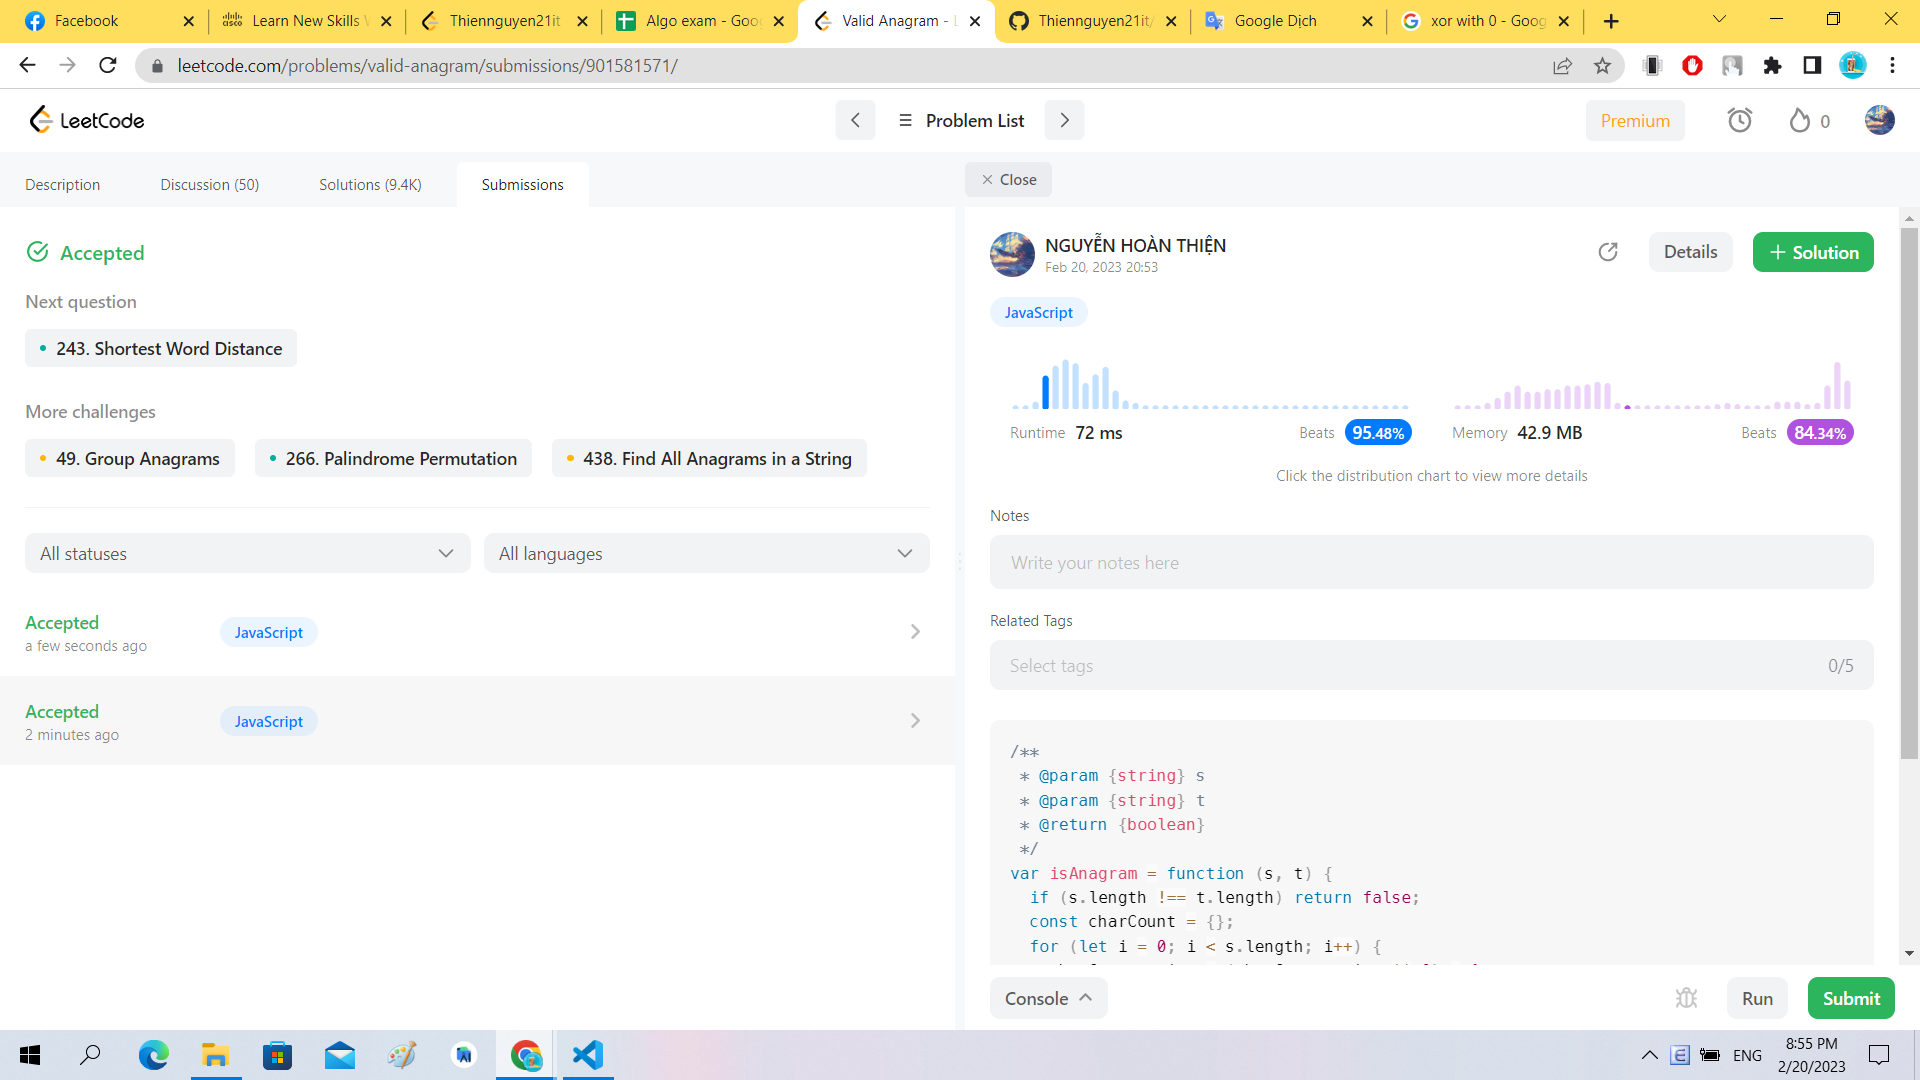 Facebook
Learn New Skills W
Thiennguyen21it
Algo exam - Goo
Valid Anagram - L
Thiennguyen21it/
Google Dịch
xor with 0 - Goog
leetcode.com/problems/valid-anagram/submissions/901581571/
LeetCode
Problem List
Premium
0
Description
Discussion (50)
Solutions (9.4K)
Submissions
Close
Accepted
Next question
243. Shortest Word Distance
More challenges
49. Group Anagrams
266. Palindrome Permutation
438. Find All Anagrams in a String
All statuses
All languages
Accepted
a few seconds ago
JavaScript
Accepted
2 minutes ago
JavaScript
NGUYỄN HOÀN THIỆN
Feb 20, 2023 20:53
Details
+ Solution
JavaScript
Runtime 72 ms
Beats 95.48%
Memory 42.9 MB
Beats 84.34%
Click the distribution chart to view more details
Notes
Write your notes here
Related Tags
Select tags
0/5
/**
* @param {string} s
* @param {string} t
* @return {boolean}
*/
var isAnagram = function (s, t) {
if (s.length !== t.length) return false;
const charCount = {};
for (let i = 0; i < s.length; i++) {
Console
Run
Submit
ENG
8:55 PM
2/20/2023